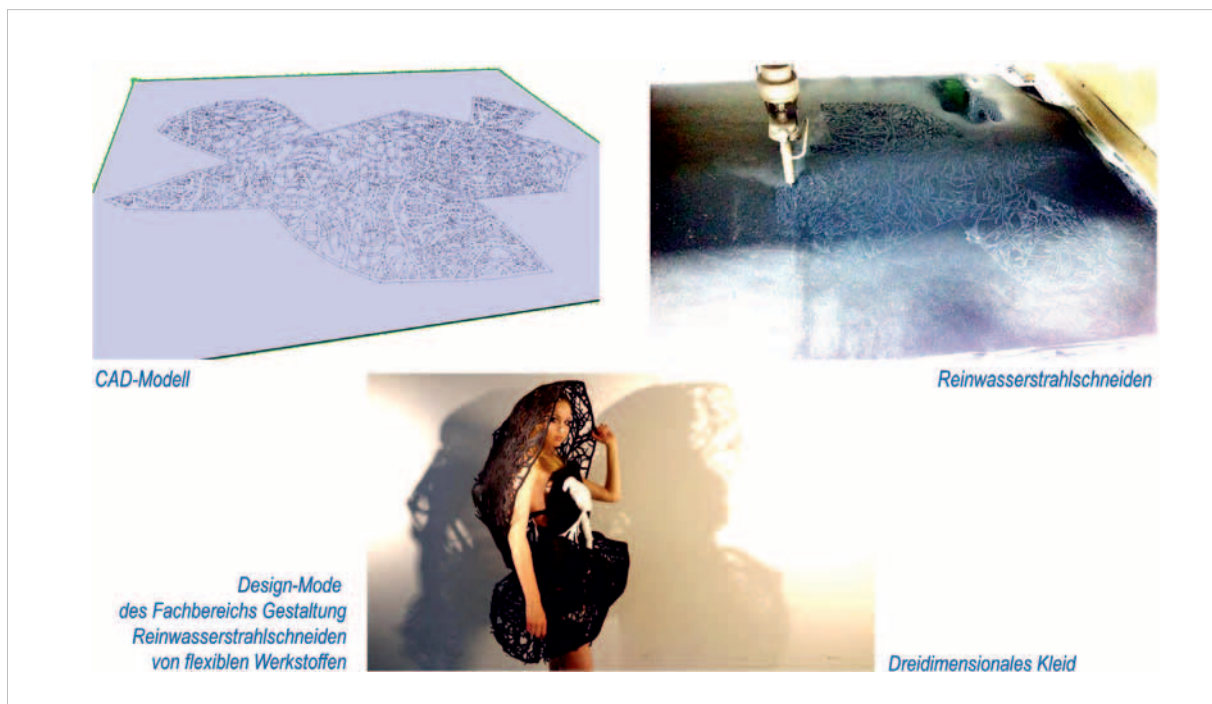 CAD-Modell
Reinwasserstrahlschneiden
Design-Mode
des Fachbereichs Gestaltung
Reinwasserstrahlschneiden
von flexiblen Werkstoffen
Dreidimensionales Kleid